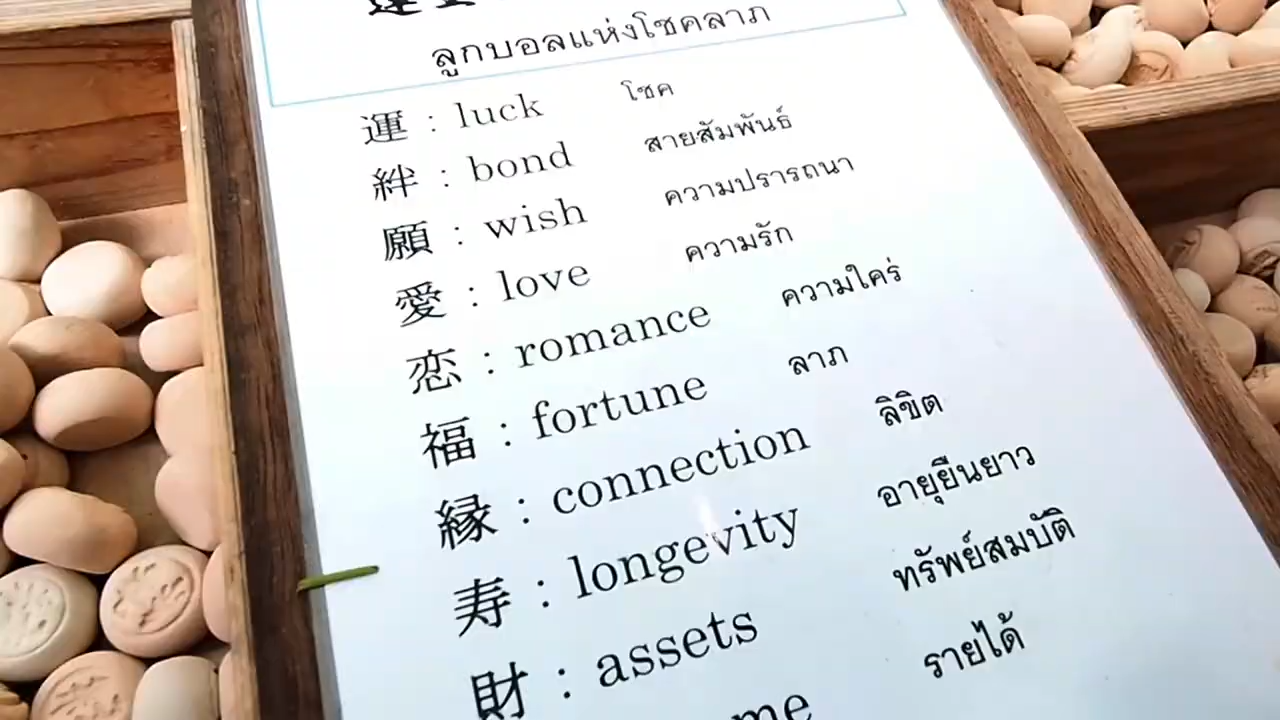 ลูกบอลแห่งโชคลาภ
運 : luck โชค
絆 : bond สายสัมพันธ์
願 : wish ความปรารถนา
愛 : love ความรัก
恋 : romance ความใคร่
福 : fortune ลาภ
縁 : connection ลิขิต
寿 : longevity อายุยืนยาว
財 : assets ทรัพย์สมบัติ
รายได้